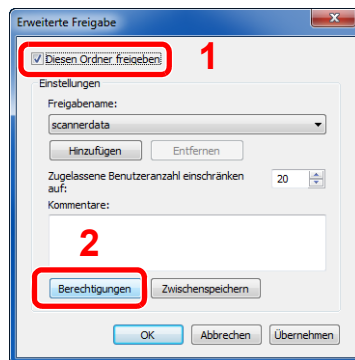 Erweiterte Freigabe
Diesen Ordner freigeben
1
Einstellungen
Freigabename:
scannerdata
Hinzufügen Entfernen
Zugelassene Benutzeranzahl einschränken
auf:
20
Kommentare:
2
Berechtigungen Zwischenspeichern
OK Abbrechen Übernehmen